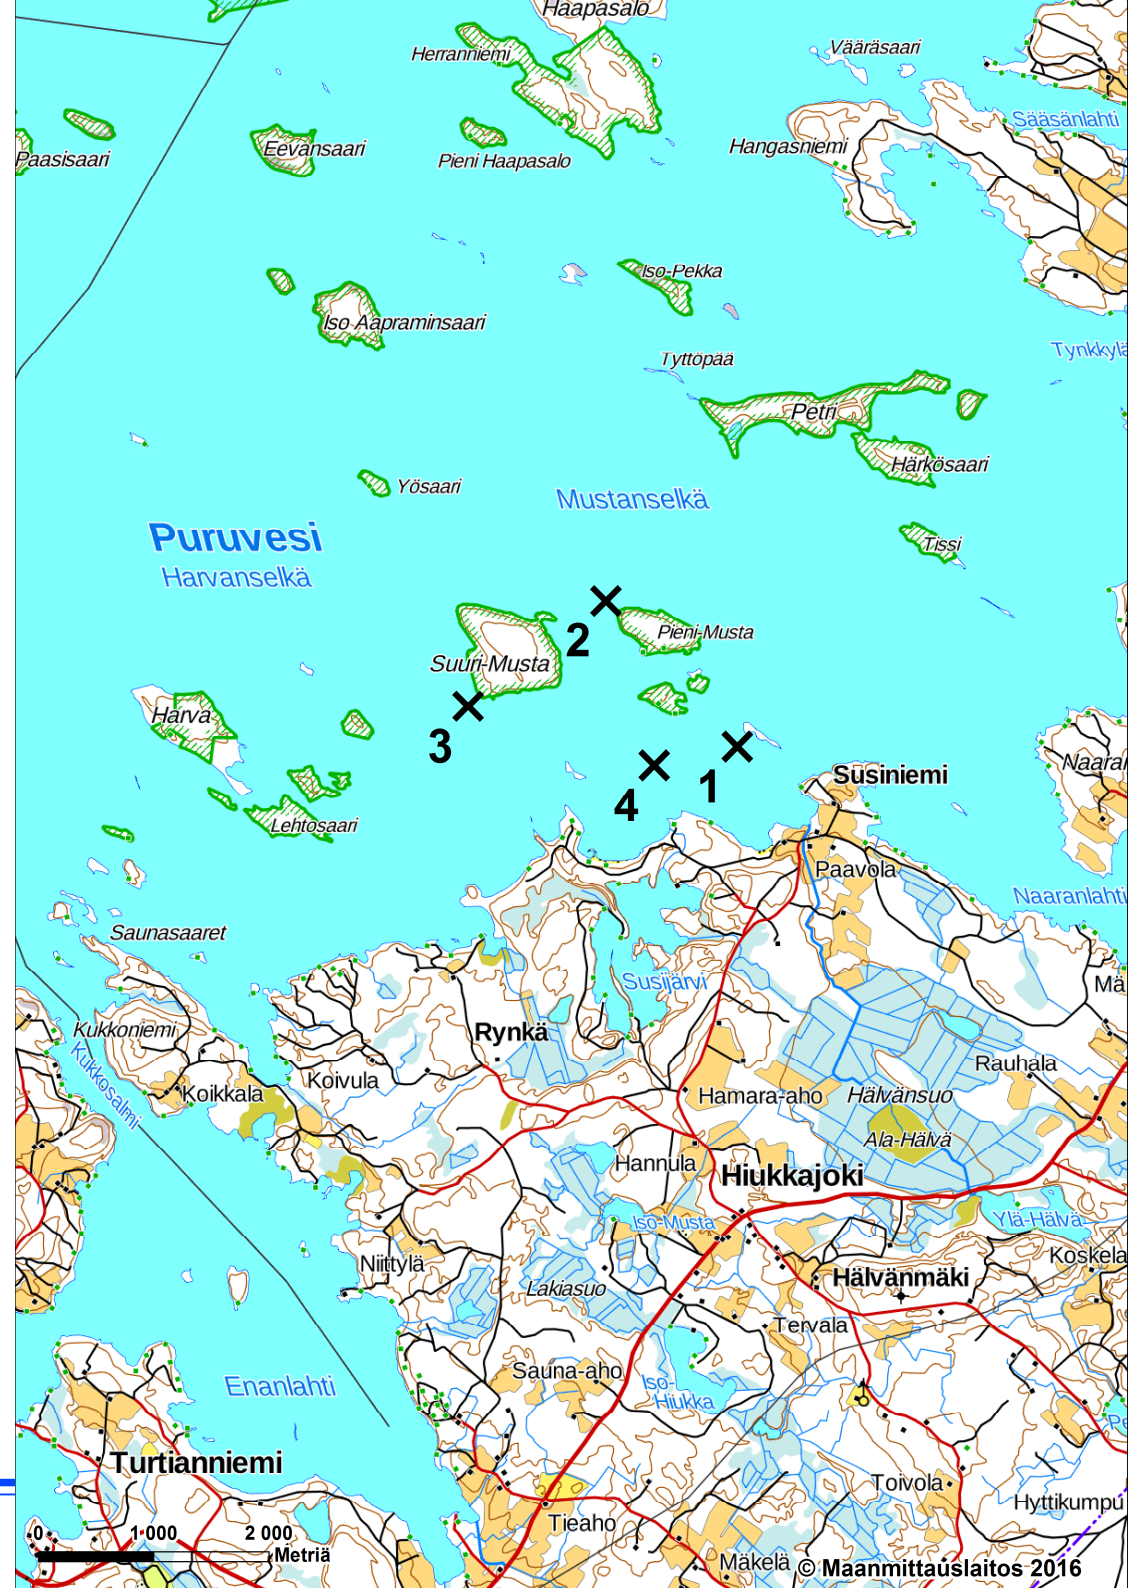 Haapasalo
Herranniemi
Vääräsaari
Sääsänlahti
Paasisaari
Eevansaari
Pieni Haapasalo
Hangasniemi
Iso-Pekka
Iso Aapraminsaari
Tyttöpää
Tynkkylä
Petri
Härkösaari
Yösaari
Mustanselkä
Puruvesi
Harvanselkä
Tissi
2
Pieni-Musta
Suuri-Musta
Harva
3
1
4
Susiniemi
Naaran
Lehtosaari
Paavola
Naaranlahti
Saunasaaret
Susijärvi
Mä
Kukkoniemi
Rynkä
Kukkosalmi
Koikkala
Koivula
Rauhala
Hamara-aho
Hälvänsuo
Ala-Hälvä
Hannula
Hiukkajoki
Iso-Musta
Ylä-Hälvä
Koskela
Niittylä
Lakiasuo
Hälvänmäki
Tervala
Sauna-aho
Enanlahti
Iso-
Hiukka
Pe
Turtianniemi
Toivola
Hyttikumpu
Tieaho
0 1 000 2 000
Metriä
Mäkelä
© Maanmittauslaitos 2016